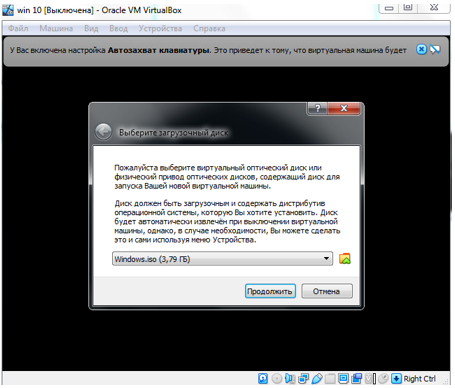 win 10 [Выключена] - Oracle VM VirtualBox
Файл Машина Вид Ввод Устройства Справка
У Вас включена настройка Автозахват клавиатуры. Это приведет к тому, что виртуальная машина будет
Выберите загрузочный диск
Пожалуйста выберите виртуальный оптический диск или
физический привод оптических дисков, содержащий диск для
запуска Вашей новой виртуальной машины.
Диск должен быть загрузочным и содержать дистрибутив
операционной системы, которую Вы хотите установить. Диск
будет автоматически извлечён при выключении виртуальной
машины, однако, в случае необходимости, Вы можете сделать
это и сами используя меню Устройства.
Windows.iso (3,79 ГБ)
Продолжить Отмена
Right Ctrl